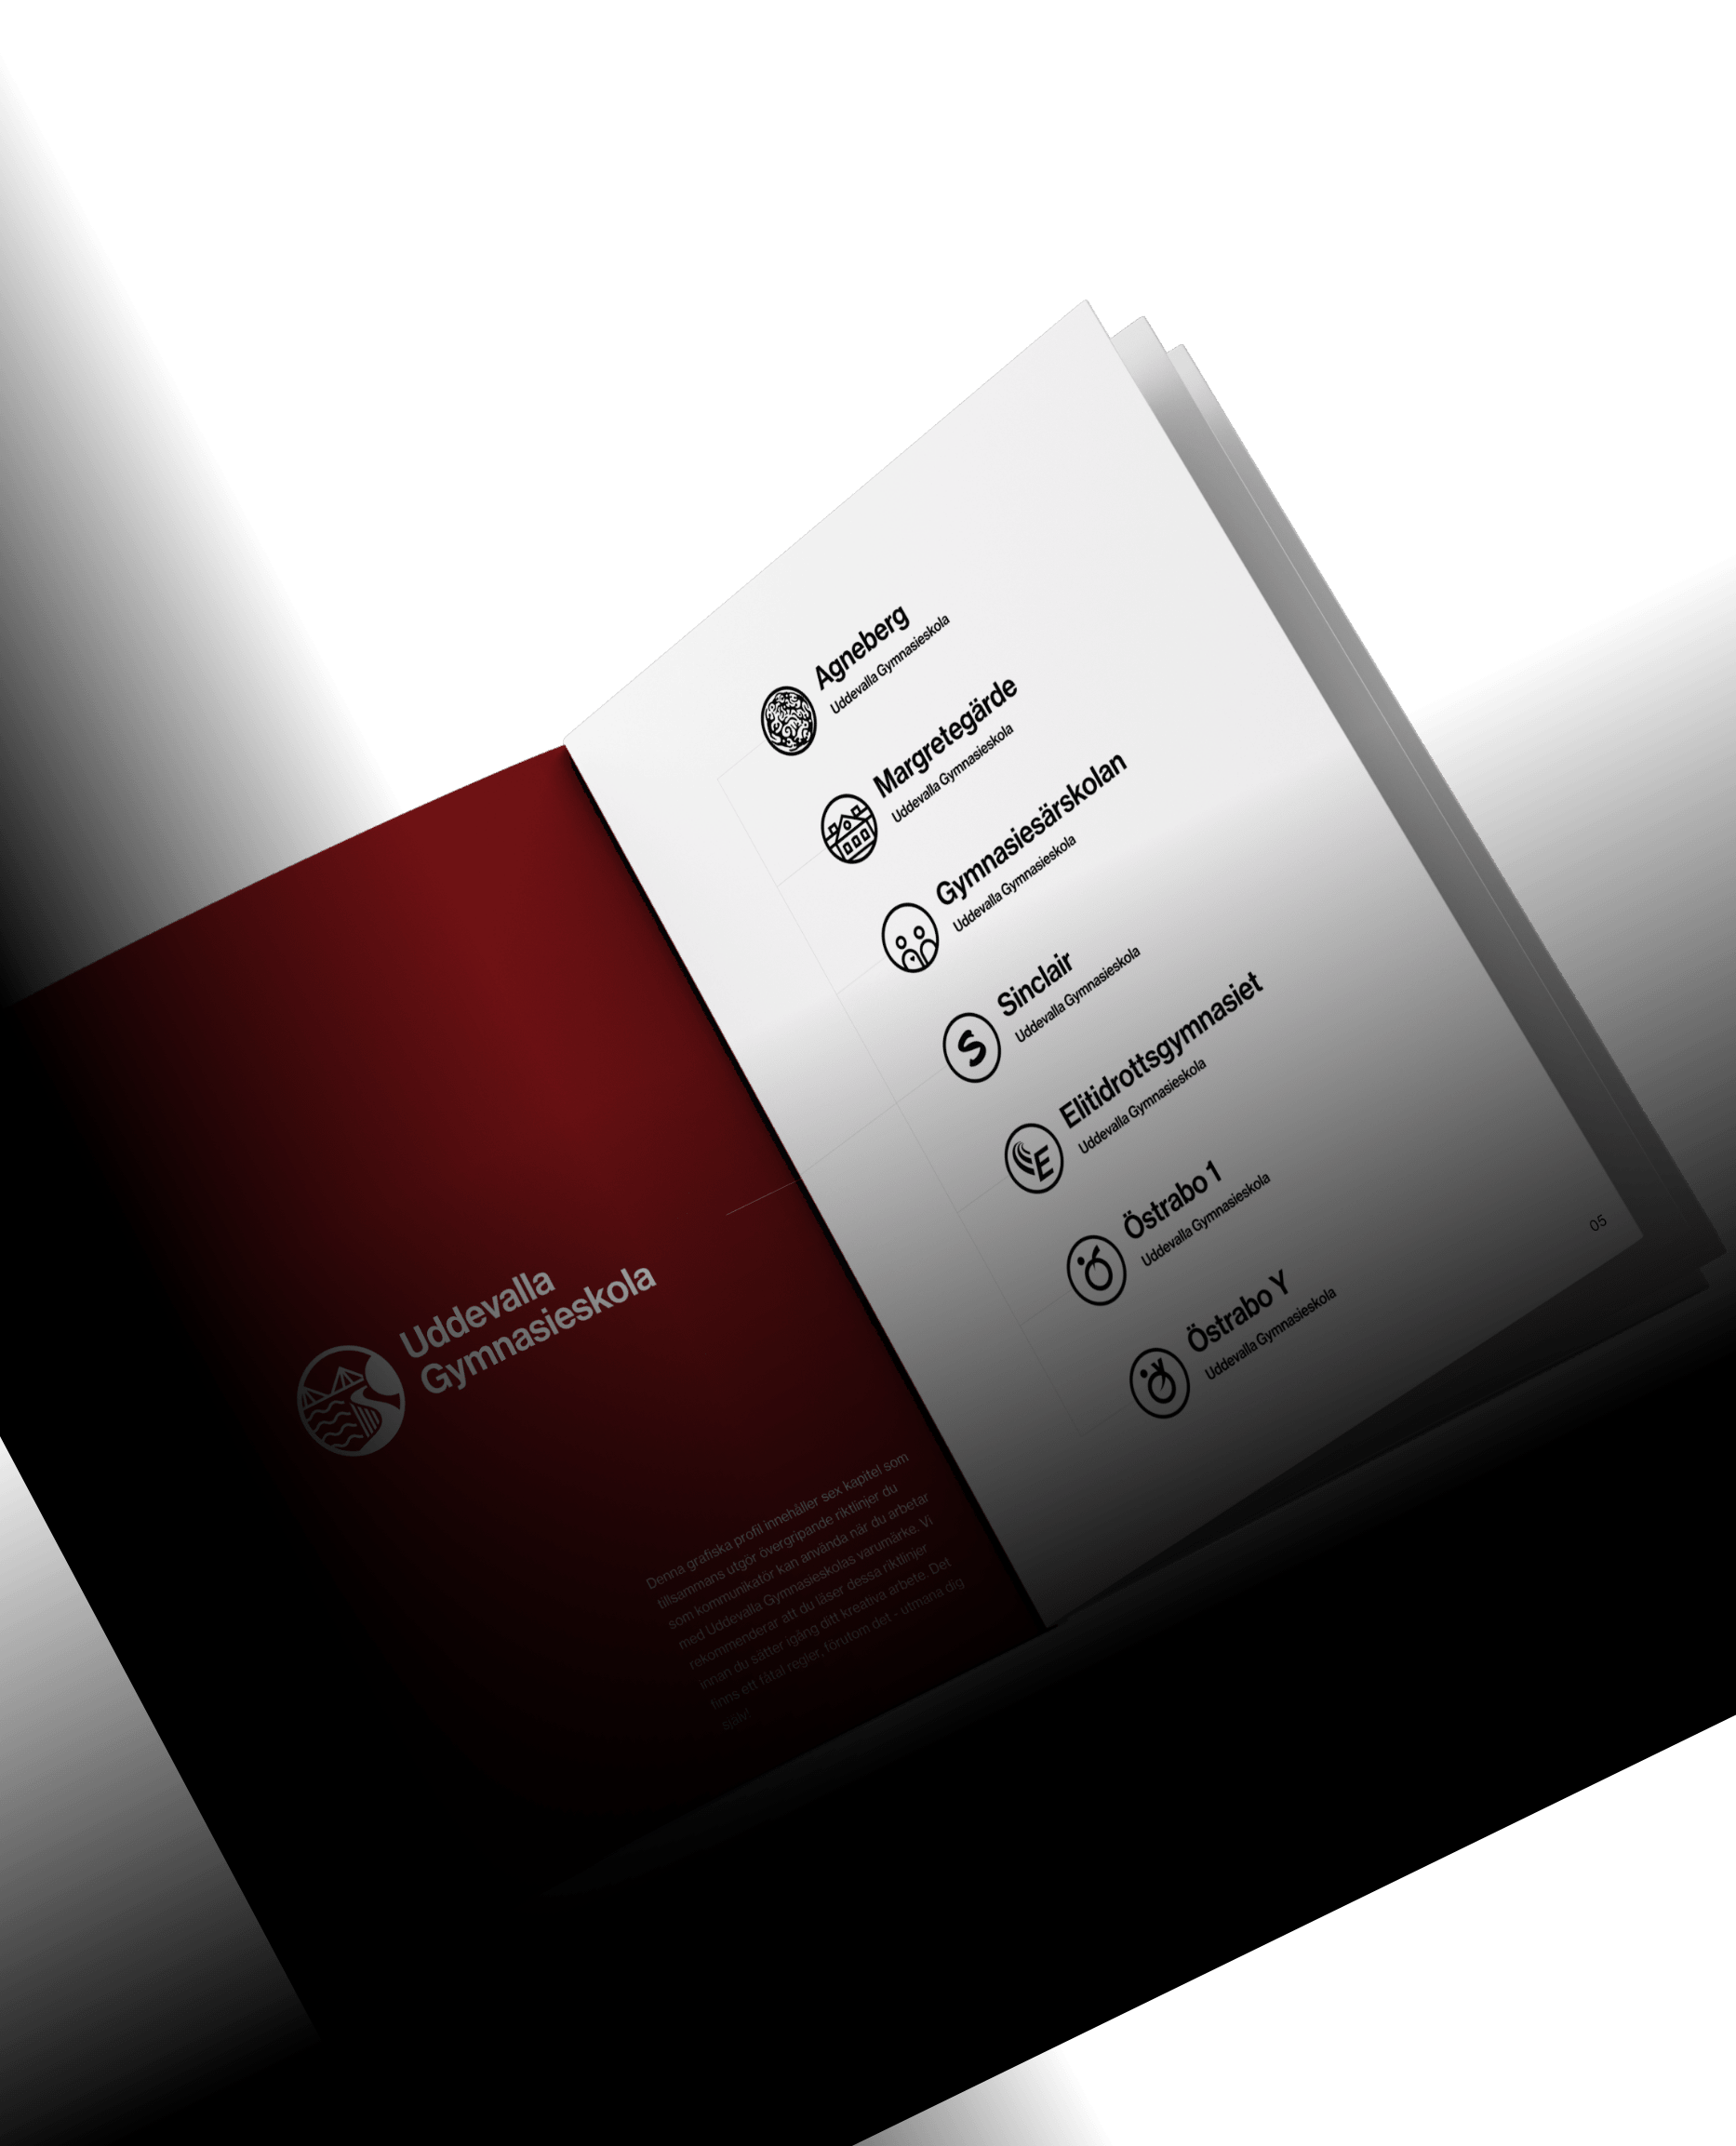 Uddevalla
Gymnasieskola
Denna grafiska profil innehåller sex kapitel som
tillsammans utgör övergripande riktlinjer du
som kommunikatör kan använda när du arbetar
med Uddevalla Gymnasieskolas varumärke. Vi
rekommenderar att du läser dessa riktlinjer
innan du sätter igång ditt kreativa arbete. Det
finns ett fåtal regler, förutom det - utmana dig
själv!
Agneberg
Uddevalla Gymnasieskola
Margretegärde
Uddevalla Gymnasieskola
Gymnasiesärskolan
Uddevalla Gymnasieskola
S
Sinclair
Uddevalla Gymnasieskola
E
Elitidrottsgymnasiet
Uddevalla Gymnasieskola
Östrabo 1
Uddevalla Gymnasieskola
Östrabo Y
Uddevalla Gymnasieskola
05